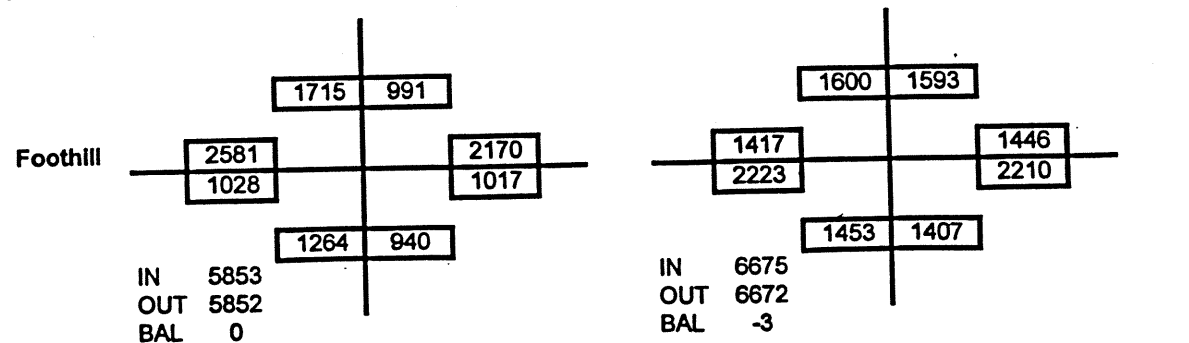 1715 991
1600 1593
Foothill
2581
1028
2170
1017
1417
2223
1446
2210
1264 940
1453 1407
IN 5853
OUT 5852
BAL 0
IN 6675
OUT 6672
BAL -3